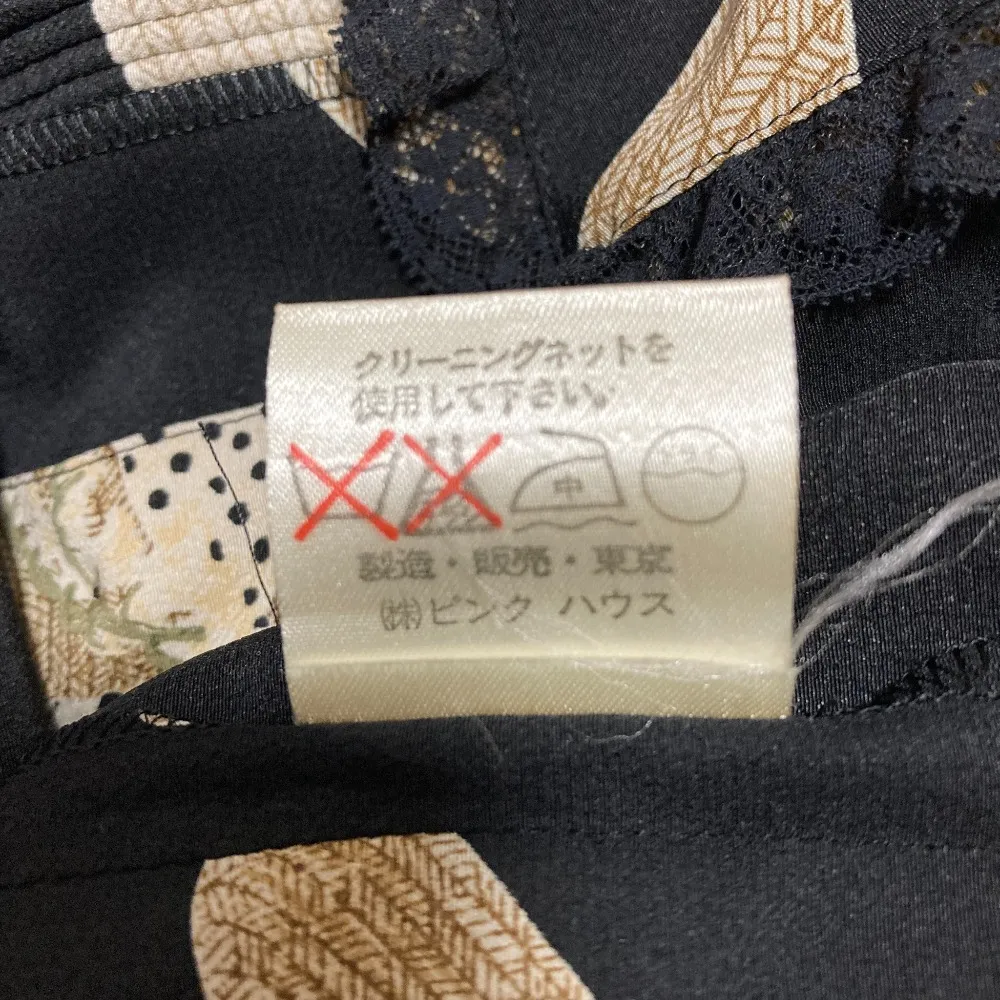 クリーニングネットを
使用して下さい。
中
製造・販売・東京
㈱ピンク ハウス